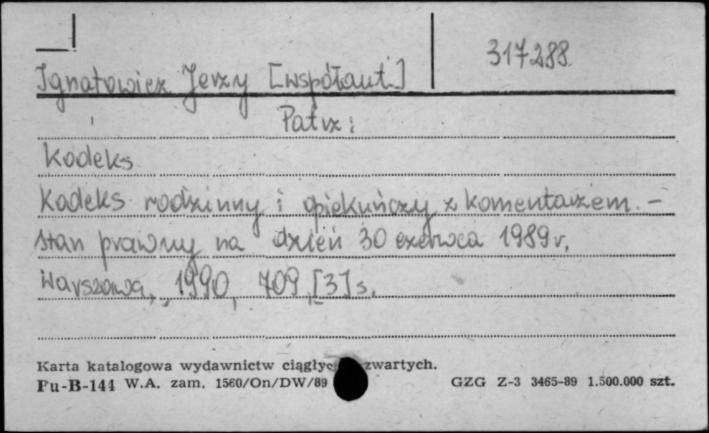 317288
Ignatowicz Jerzy [współaut.]
Patrz:
Kodeks
Kodeks rodzinny i opiekuńczy z komentarzem. -
stan prawny na dzień 30 czerwca 1989 r,
Warszawa, 1990, 709, [3] s.
Karta katalogowa wydawnictw ciągłyc zwartych.
Pu-B-144 W.A. zam. 1560/On/DW/89 GZG Z-3 3465-89 1.500.000 szt.